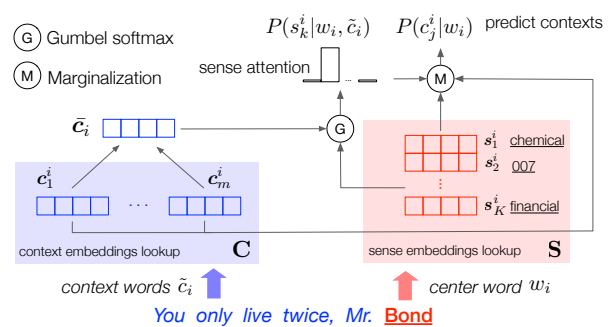 P(s_k^i|w_i, c̃_i) P(c_j^i|w_i) predict contexts
G Gumbel softmax
M Marginalization
sense attention
...
M
c̄_i
G
s_1^i chemical
s_2^i 007
c_1^i c_m^i
...
s_K^i financial
context embeddings lookup C
sense embeddings lookup S
context words c̃_i
center word w_i
You only live twice, Mr. Bond